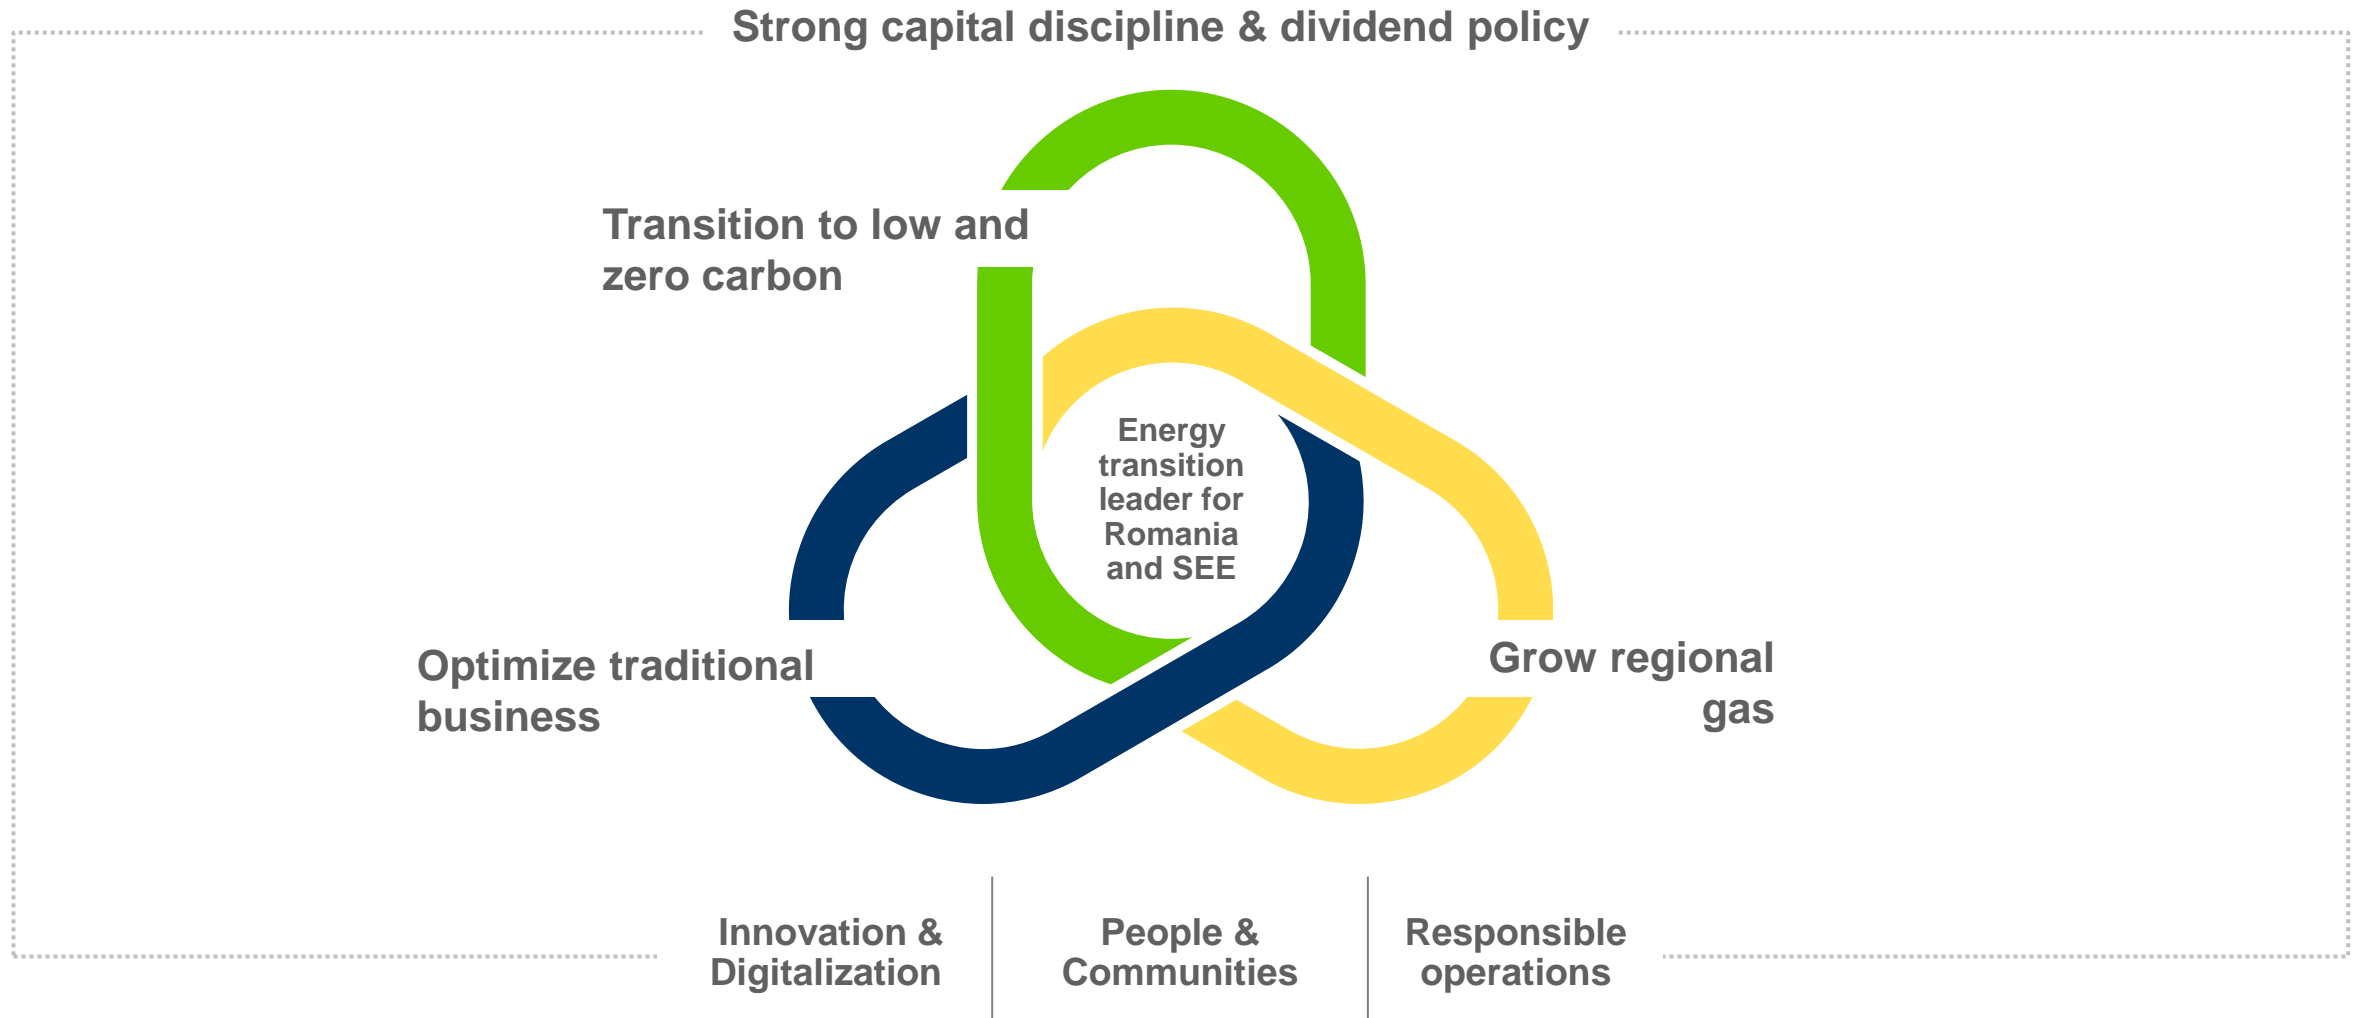 Strong capital discipline & dividend policy
Transition to low and
zero carbon
Energy
transition
leader for
Romania
and SEE
Optimize traditional
business
Grow regional
gas
Innovation &
Digitalization
People &
Communities
Responsible
operations